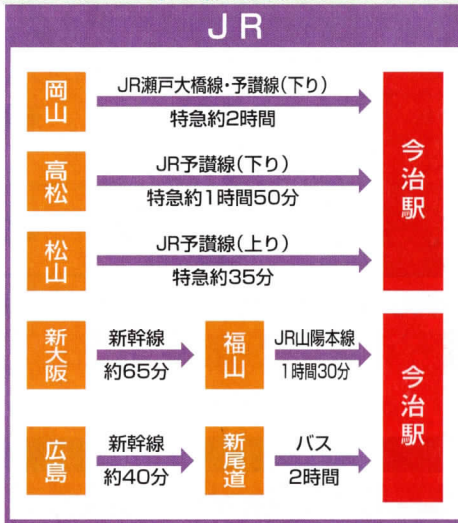 JR
岡山
JR瀬戸大橋線・予讃線(下り)
特急約2時間
高松
JR予讃線(下り)
特急約1時間50分
松山
JR予讃線(上り)
特急約35分
今治駅
新大阪
新幹線
約65分
福山
JR山陽本線
1時間30分
広島
新幹線
約40分
新尾道
バス
2時間
今治駅